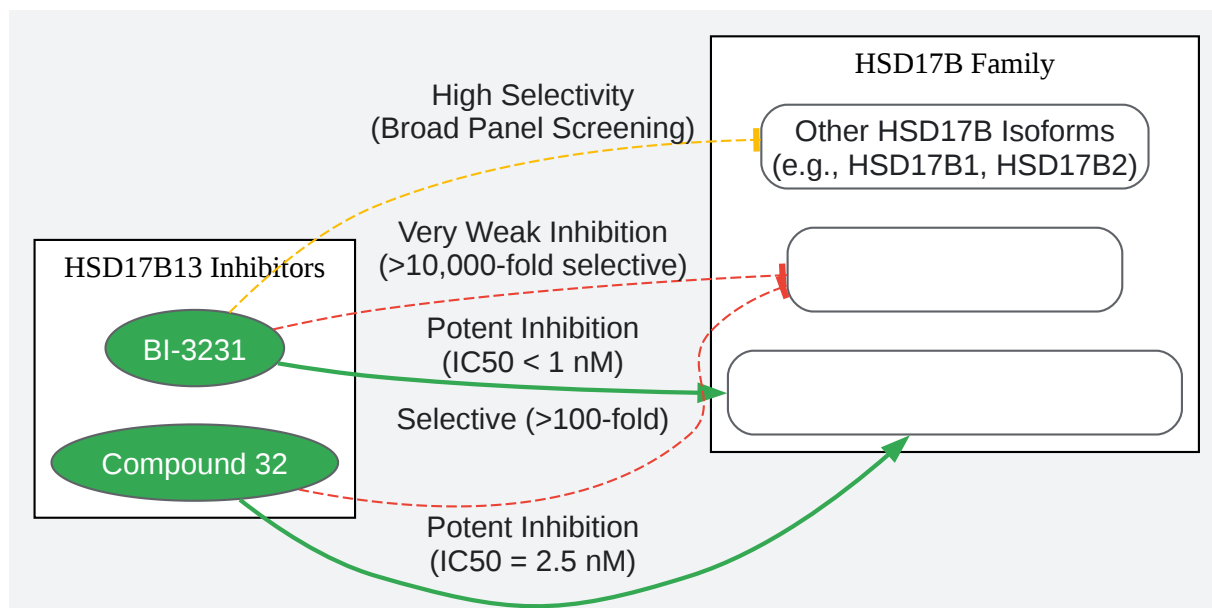 HSD17B Family
High Selectivity
(Broad Panel Screening)
Other HSD17B Isoforms
(e.g., HSD17B1, HSD17B2)
Very Weak Inhibition
(>10,000-fold selective)
HSD17B13 Inhibitors
BI-3231
Potent Inhibition
(IC50 < 1 nM)
Selective (>100-fold)
Compound 32
Potent Inhibition
(IC50 = 2.5 nM)